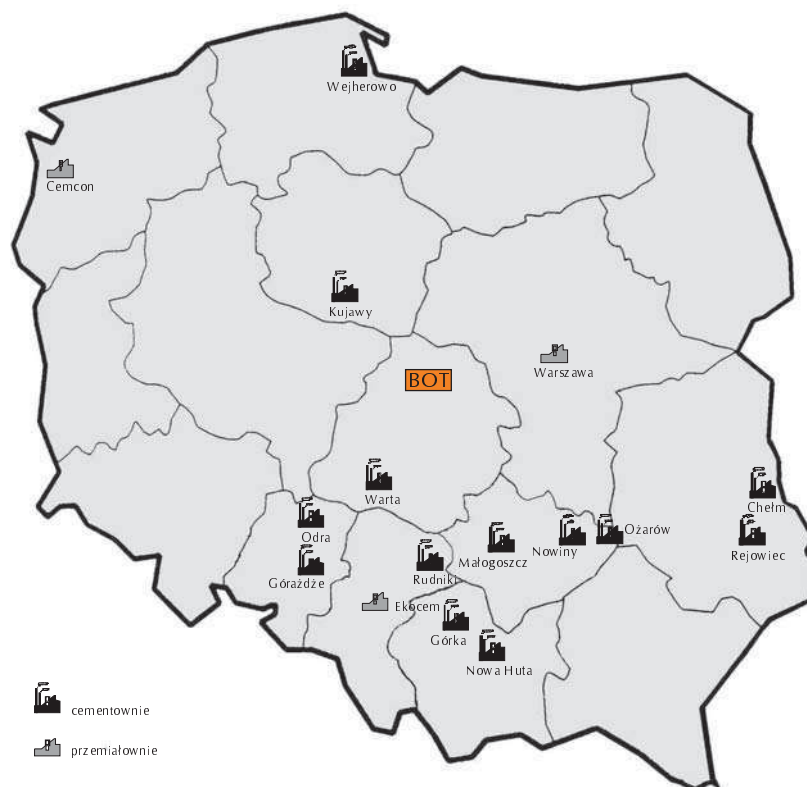 Wejherowo
Cemcon
Kujawy
Warszawa
BOT
Warta
Chełm
Odra
Ożarów
Rejowiec
Nowiny
Małogoszcz
Rudniki
Górażdże
Ekocem
Górka
Nowa Huta
cementownie
przemiałownie